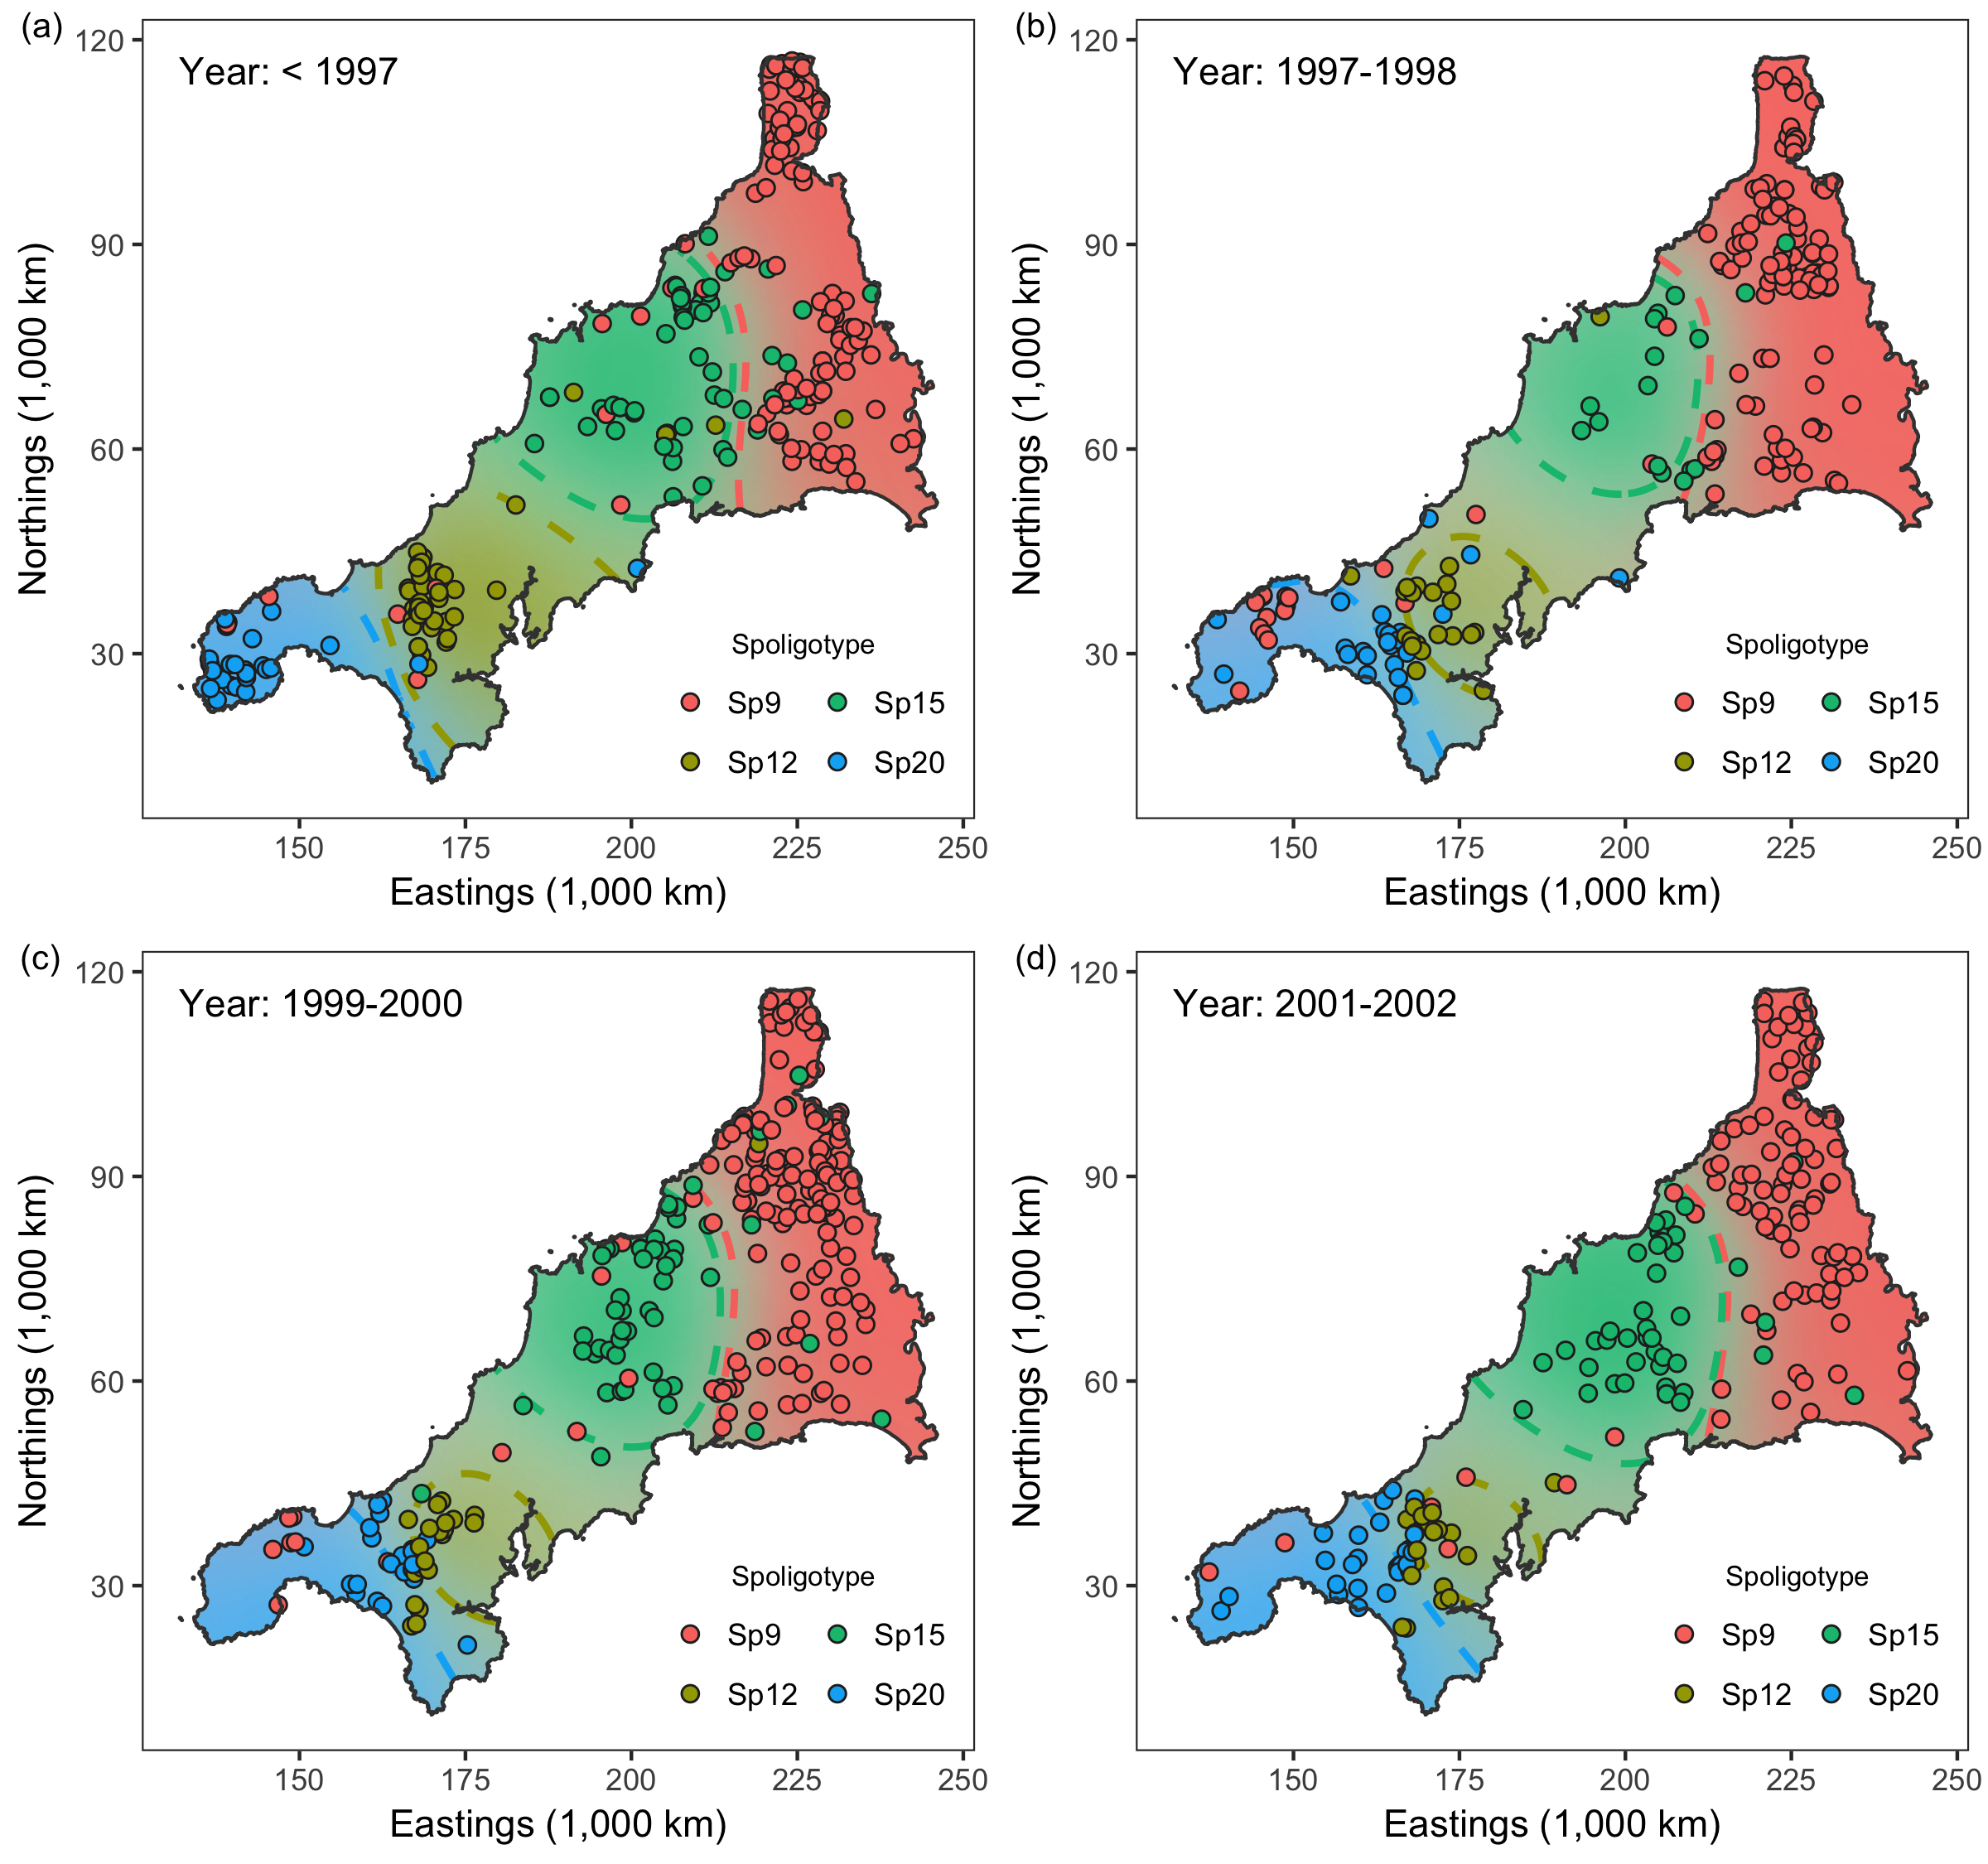 (a)
Year: < 1997
120
90
60
30
Northings (1,000 km)
Spoligotype
Sp9
Sp15
Sp12
Sp20
150
175
200
225
250
Eastings (1,000 km)
(b)
Year: 1997-1998
120
90
60
30
Northings (1,000 km)
Spoligotype
Sp9
Sp15
Sp12
Sp20
150
175
200
225
250
Eastings (1,000 km)
(c)
Year: 1999-2000
120
90
60
30
Northings (1,000 km)
Spoligotype
Sp9
Sp15
Sp12
Sp20
150
175
200
225
250
Eastings (1,000 km)
(d)
Year: 2001-2002
120
90
60
30
Northings (1,000 km)
Spoligotype
Sp9
Sp15
Sp12
Sp20
150
175
200
225
250
Eastings (1,000 km)